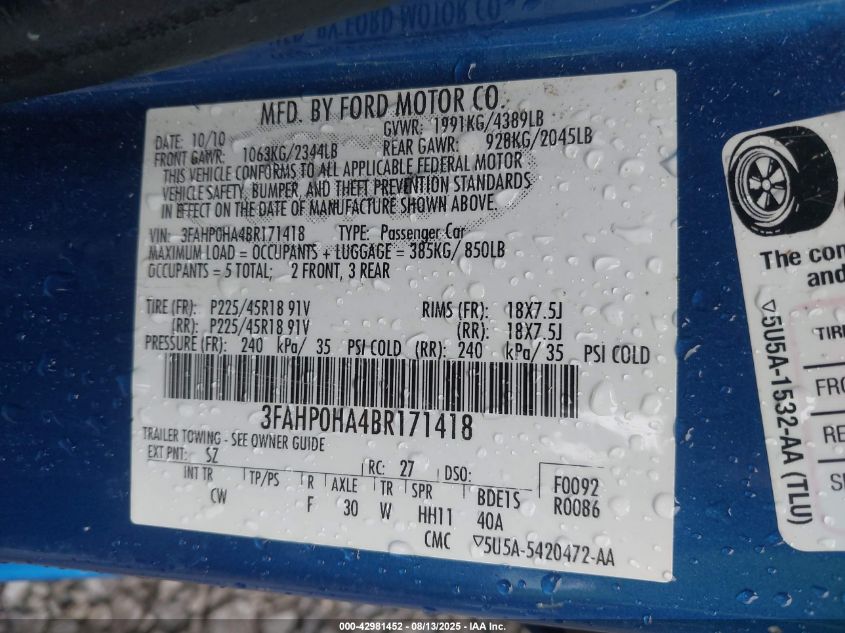 MFD. BY FORD MOTOR CO.
DATE: 10/10 GVWR: 1991KG/4389LB
FRONT GAWR: 1063KG/2344LB REAR GAWR: 928KG/2045LB
THIS VEHICLE CONFORMS TO ALL APPLICABLE FEDERAL MOTOR
VEHICLE SAFETY, BUMPER, AND THEFT PREVENTION STANDARDS
IN EFFECT ON THE DATE OF MANUFACTURE SHOWN ABOVE.
VIN: 3FAHP0HA4BR171418 TYPE: Passenger Car
MAXIMUM LOAD = OCCUPANTS + LUGGAGE = 385KG/ 850LB
OCCUPANTS = 5 TOTAL; 2 FRONT, 3 REAR
TIRE (FR): P225/45R18 91V RIMS (FR): 18X7.5J
(RR): P225/45R18 91V (RR): 18X7.5J
PRESSURE (FR): 240 kPa/ 35 PSI COLD (RR): 240 kPa/ 35 PSI COLD
3FAHP0HA4BR171418
TRAILER TOWING - SEE OWNER GUIDE
EXT PNT: SZ RC: 27 DSO: F0092
INT TR TP/PS R AXLE TR SPR BDE1S R0086
CW F 30 W HH11 40A
CMC ▽5U5A-5420472-AA
The con
and
▽5U5A-1532-AA (TLU)
TIRE
FRO
RE
000-42981452 - 08/13/2025 - IAA Inc.